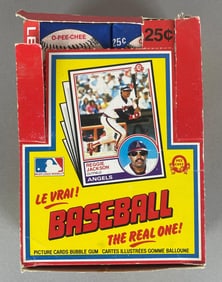 O-PEE-CHEE
25¢
25¢
REGGIE JACKSON
ANGELS
LE VRAI!
BASEBALL
THE REAL ONE!
PICTURE CARDS BUBBLE GUM CARTES ILLUSTRÉES GOMME BALLOUNE